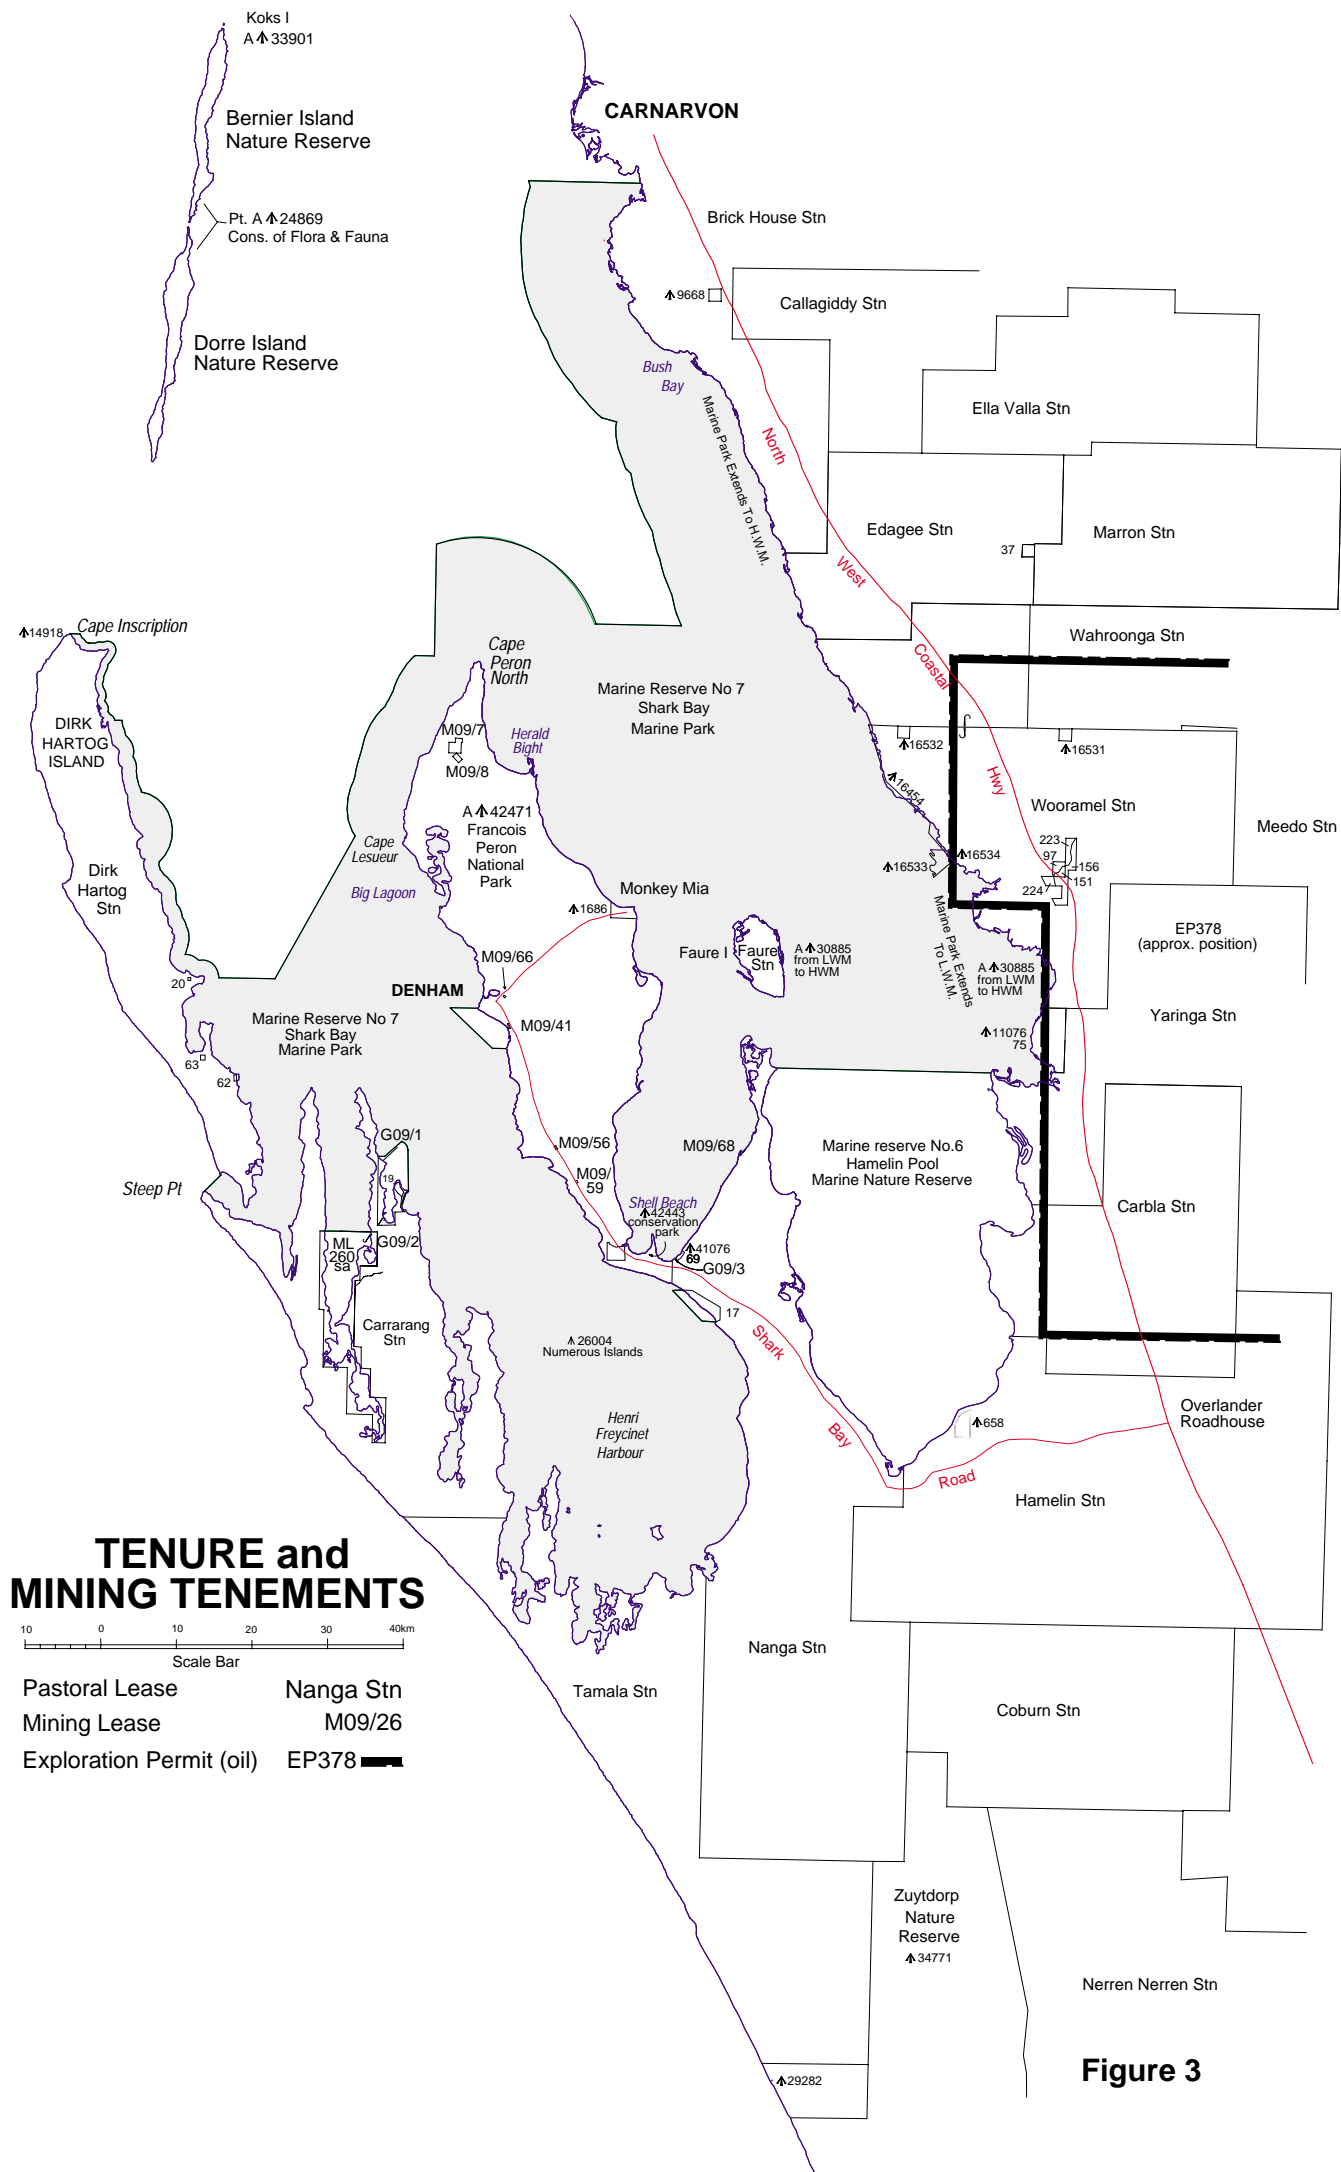 Koks I
A 33901
Bernier Island
Nature Reserve
Pt. A 24869
Cons. of Flora & Fauna
Dorre Island
Nature Reserve
CARNARVON
Brick House Stn
9668
Callagiddy Stn
Bush
Bay
Marine Park Extends To H.W.M.
North
West
Coastal
Hwy
Ella Valla Stn
Edagee Stn
37
Marron Stn
Wahroonga Stn
14918
Cape Inscription
DIRK
HARTOG
ISLAND
Dirk
Hartog
Stn
20
63
62
Steep Pt
Cape
Peron
North
Herald
Bight
M09/7
M09/8
A 42471
Francois
Peron
National
Park
Cape
Lesueur
Big Lagoon
Marine Reserve No 7
Shark Bay
Marine Park
16532
16531
16454
Wooramel Stn
Meedo Stn
223
97
156
151
224
16533
16534
Monkey Mia
1686
Faure I
Faure
Stn
A 30885
from LWM
to HWM
Marine Park Extends
To L.W.M.
A 30885
from LWM
to HWM
EP378
(approx. position)
Yaringa Stn
11076
75
M09/66
DENHAM
M09/41
Marine Reserve No 7
Shark Bay
Marine Park
G09/1
19
G09/2
ML
260
sa
Carrarang
Stn
M09/56
M09/
59
M09/68
Shell Beach
42443
conservation
park
41076
69
G09/3
17
Marine reserve No.6
Hamelin Pool
Marine Nature Reserve
Carbla Stn
26004
Numerous Islands
Henri
Freycinet
Harbour
Shark
Bay
Road
658
Overlander
Roadhouse
Hamelin Stn
Nanga Stn
Tamala Stn
Coburn Stn
Zuytdorp
Nature
Reserve
34771
Nerren Nerren Stn
29282
TENURE and
MINING TENEMENTS
10 0 10 20 30 40km
Scale Bar
Pastoral Lease Nanga Stn
Mining Lease M09/26
Exploration Permit (oil) EP378
Figure 3